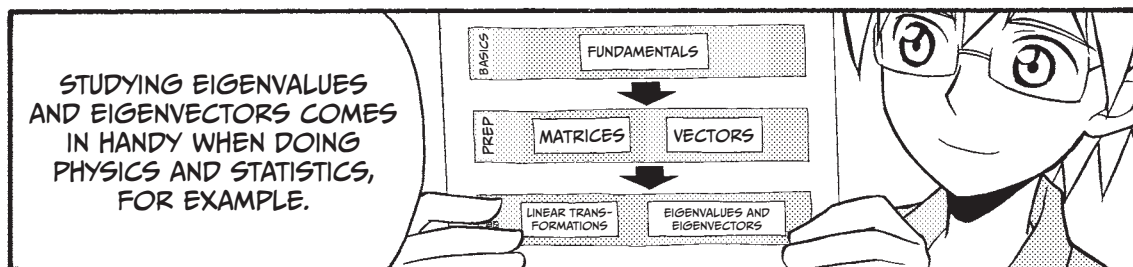 STUDYING EIGENVALUES
AND EIGENVECTORS COMES
IN HANDY WHEN DOING
PHYSICS AND STATISTICS,
FOR EXAMPLE.
BASICS
FUNDAMENTALS
PREP
MATRICES
VECTORS
LINEAR TRANS-
FORMATIONS
EIGENVALUES AND
EIGENVECTORS